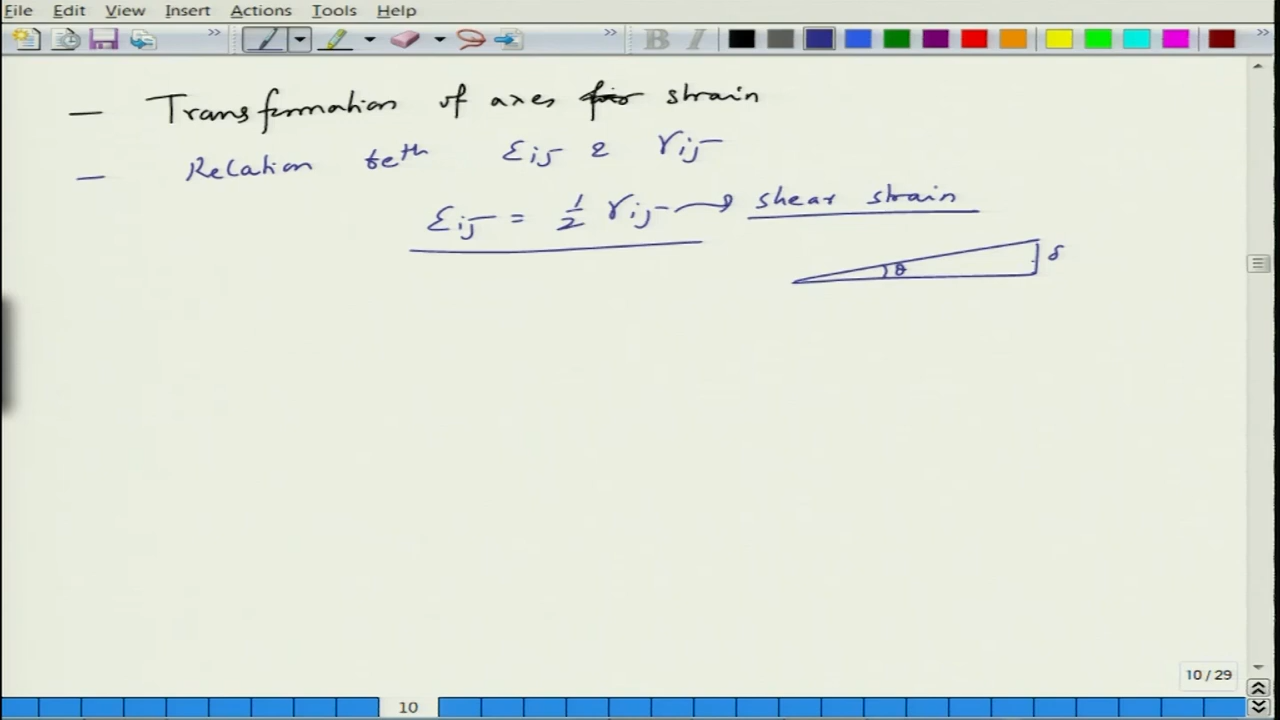 File Edit View Insert Actions Tools Help
B I
— Transformation of axes for strain
— Relation betn εij & γij
εij = 1/2 γij → shear strain
θ δ
10 / 29
10